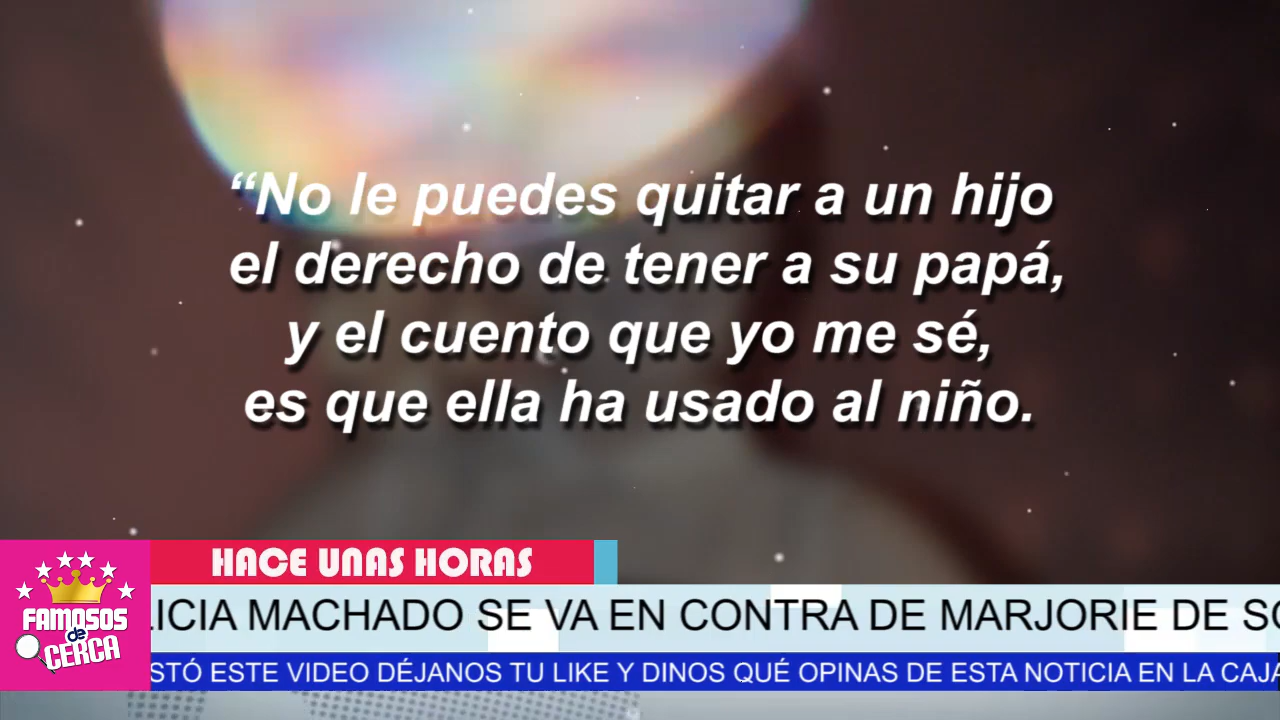 “No le puedes quitar a un hijo
el derecho de tener a su papá,
y el cuento que yo me sé,
es que ella ha usado al niño.
HACE UNAS HORAS
FAMOSOS
de
CERCA
LICIA MACHADO SE VA EN CONTRA DE MARJORIE DE SO
STÓ ESTE VIDEO DÉJANOS TU LIKE Y DINOS QUÉ OPINAS DE ESTA NOTICIA EN LA CAJA